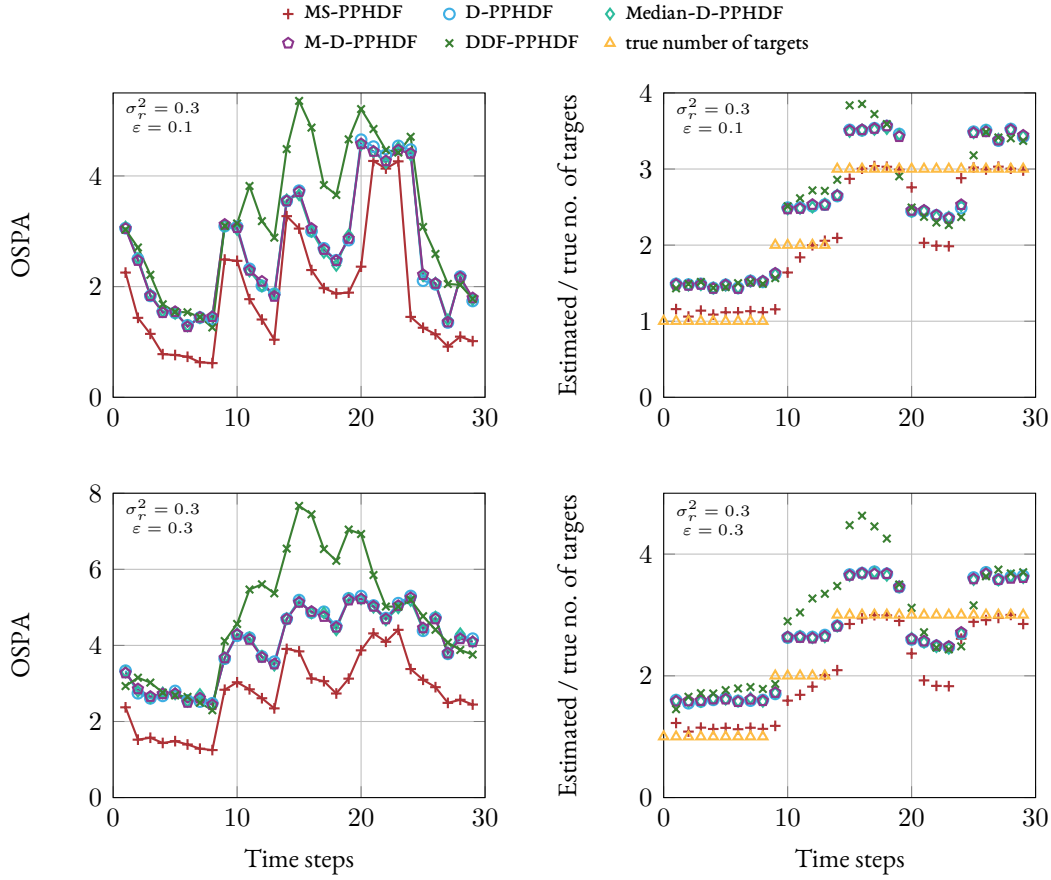 MS-PPHDF D-PPHDF Median-D-PPHDF
M-D-PPHDF DDF-PPHDF true number of targets
σ_r^2 = 0.3
ε = 0.1
OSPA
0
2
4
0 10 20 30
σ_r^2 = 0.3
ε = 0.1
Estimated / true no. of targets
0
1
2
3
4
0 10 20 30
σ_r^2 = 0.3
ε = 0.3
OSPA
0
2
4
6
8
0 10 20 30
Time steps
σ_r^2 = 0.3
ε = 0.3
Estimated / true no. of targets
0
2
4
0 10 20 30
Time steps